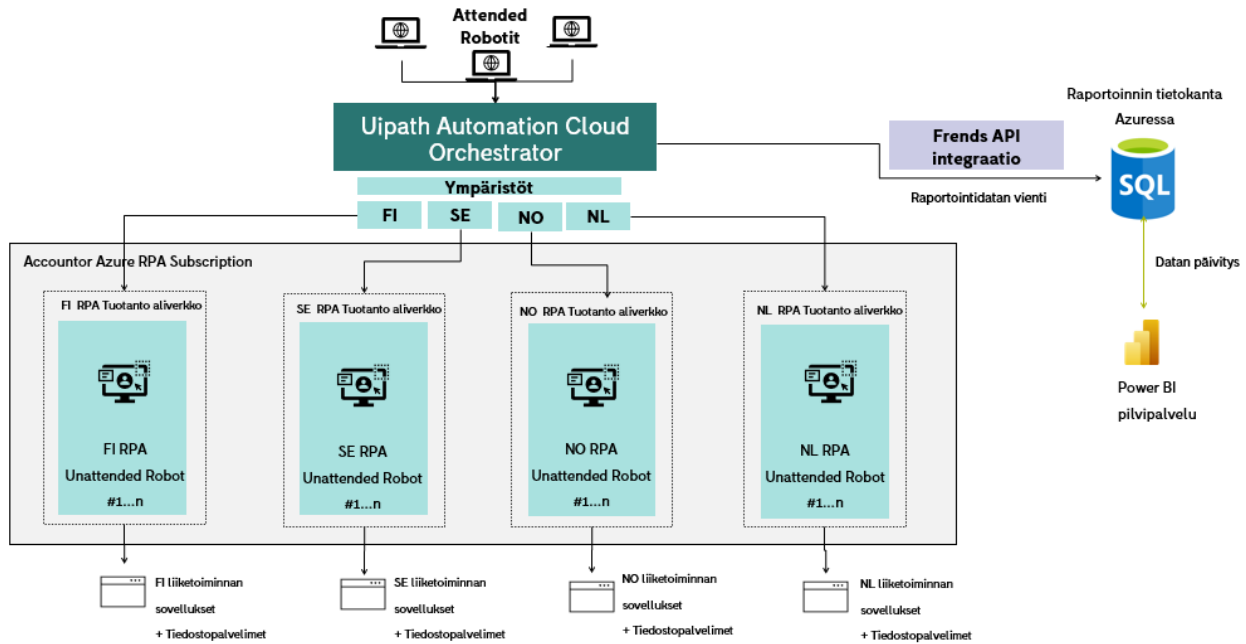 Attended
Robotit
Uipath Automation Cloud
Orchestrator
Ympäristöt
FI
SE
NO
NL
Frends API
integraatio
Raportointidatan vienti
Raportoinnin tietokanta
Azuressa
SQL
Datan päivitys
Power BI
pilvipalvelu
Accountor Azure RPA Subscription
FI RPA Tuotanto aliverkko
FI RPA
Unattended Robot
#1...n
SE RPA Tuotanto aliverkko
SE RPA
Unattended Robot
#1...n
NO RPA Tuotanto aliverkko
NO RPA
Unattended Robot
#1...n
NL RPA Tuotanto aliverkko
NL RPA
Unattended Robot
#1...n
FI liiketoiminnan
sovellukset
+ Tiedostopalvelimet
SE liiketoiminnan
sovellukset
+ Tiedostopalvelimet
NO liiketoiminnan
sovellukset
+ Tiedostopalvelimet
NL liiketoiminnan
sovellukset
+ Tiedostopalvelimet